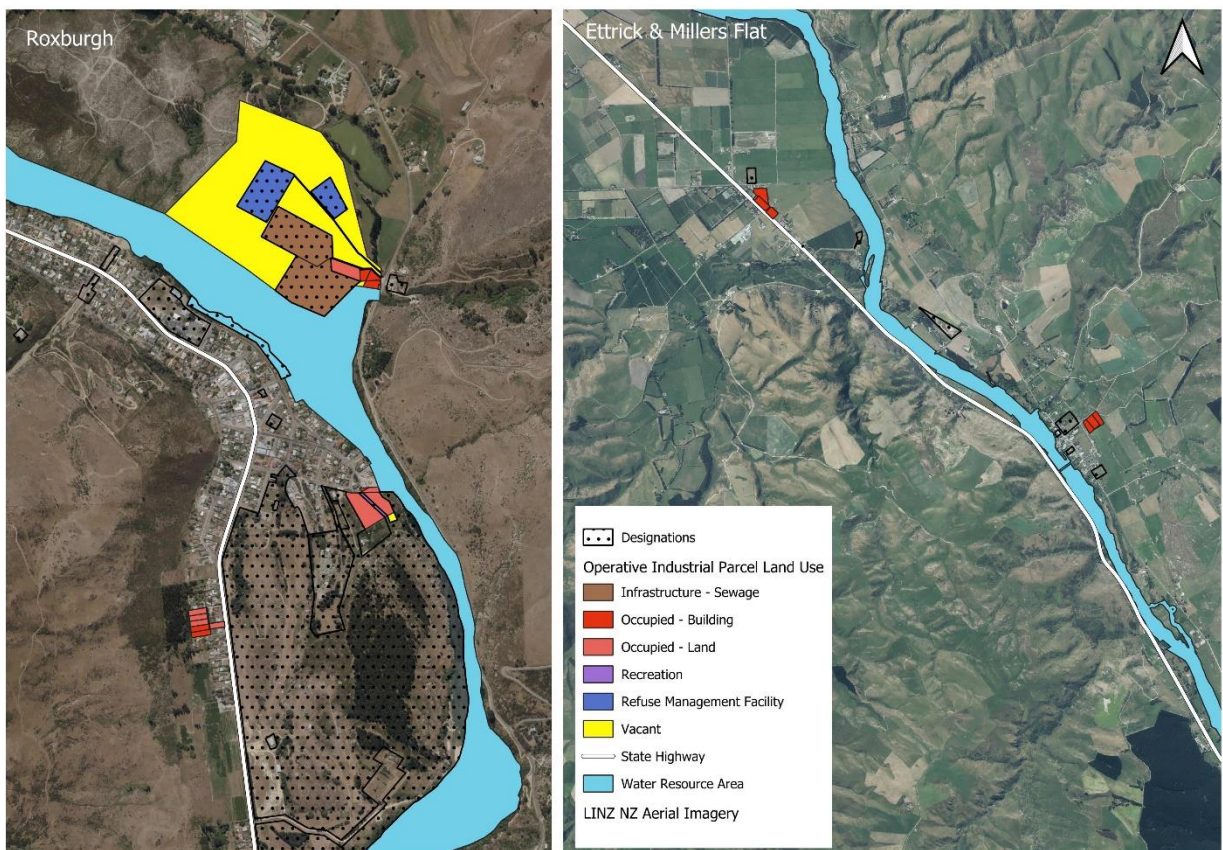 Roxburgh
Ettrick & Millers Flat
Designations
Operative Industrial Parcel Land Use
Infrastructure - Sewage
Occupied - Building
Occupied - Land
Recreation
Refuse Management Facility
Vacant
State Highway
Water Resource Area
LINZ NZ Aerial Imagery